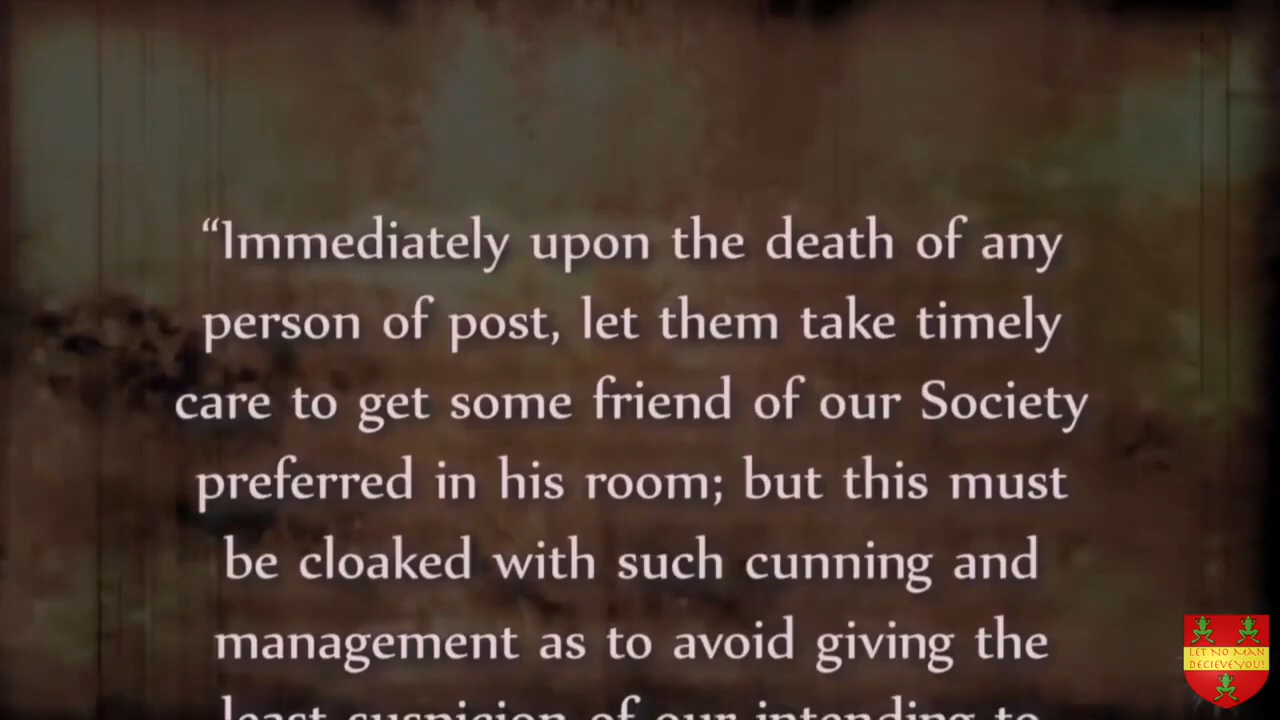 “Immediately upon the death of any
person of post, let them take timely
care to get some friend of our Society
preferred in his room; but this must
be cloaked with such cunning and
management as to avoid giving the
least suspicion of our intending to
LET NO MAN
DECIEVE YOU!